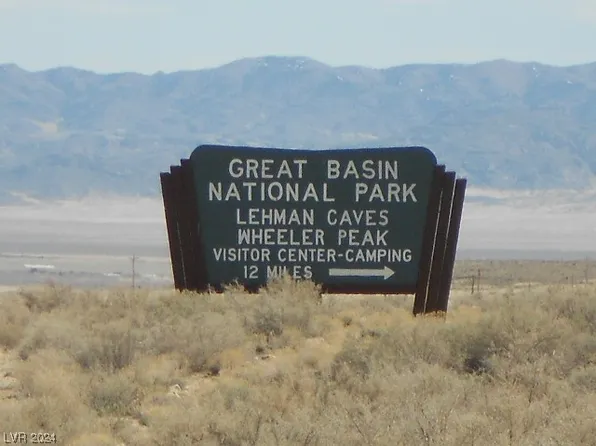 GREAT BASIN
NATIONAL PARK
LEHMAN CAVES
WHEELER PEAK
VISITOR CENTER-CAMPING
12 MILES
LVR 2024